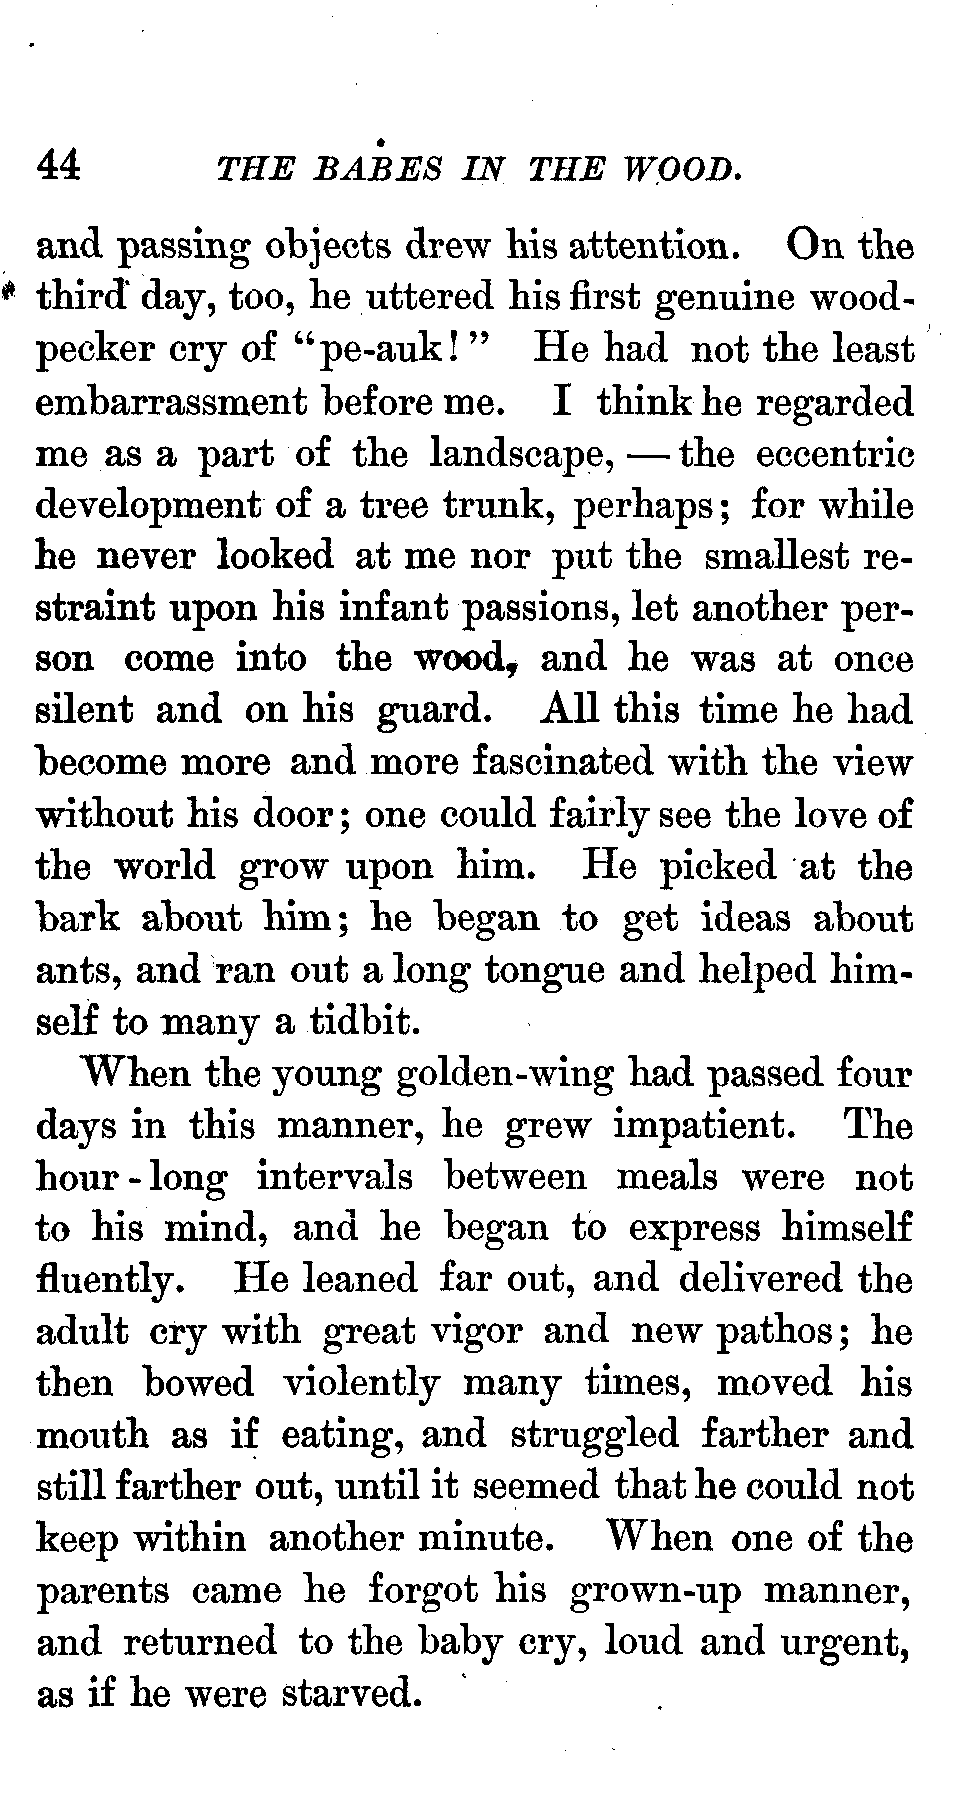 44 THE BABES IN THE WOOD.
and passing objects drew his attention. On the
third day, too, he uttered his first genuine wood-
pecker cry of "pe-auk!" He had not the least
embarrassment before me. I think he regarded
me as a part of the landscape, — the eccentric
development of a tree trunk, perhaps; for while
he never looked at me nor put the smallest re-
straint upon his infant passions, let another per-
son come into the wood, and he was at once
silent and on his guard. All this time he had
become more and more fascinated with the view
without his door; one could fairly see the love of
the world grow upon him. He picked at the
bark about him; he began to get ideas about
ants, and ran out a long tongue and helped him-
self to many a tidbit.
When the young golden-wing had passed four
days in this manner, he grew impatient. The
hour-long intervals between meals were not
to his mind, and he began to express himself
fluently. He leaned far out, and delivered the
adult cry with great vigor and new pathos; he
then bowed violently many times, moved his
mouth as if eating, and struggled farther and
still farther out, until it seemed that he could not
keep within another minute. When one of the
parents came he forgot his grown-up manner,
and returned to the baby cry, loud and urgent,
as if he were starved.